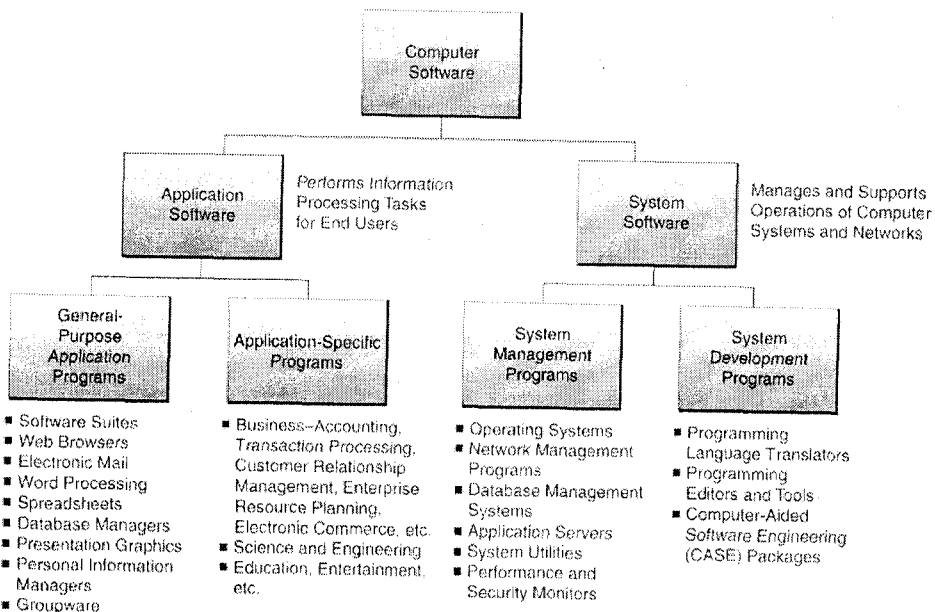 Computer
Software
Application
Software
Performs Information
Processing Tasks
for End Users
System
Software
Manages and Supports
Operations of Computer
Systems and Networks
General-
Purpose
Application
Programs
Application-Specific
Programs
System
Management
Programs
System
Development
Programs
■ Software Suites
■ Web Browsers
■ Electronic Mail
■ Word Processing
■ Spreadsheets
■ Database Managers
■ Presentation Graphics
■ Personal Information
Managers
■ Groupware
■ Business–Accounting,
Transaction Processing,
Customer Relationship
Management, Enterprise
Resource Planning,
Electronic Commerce, etc.
■ Science and Engineering
■ Education, Entertainment,
etc.
■ Operating Systems
■ Network Management
Programs
■ Database Management
Systems
■ Application Servers
■ System Utilities
■ Performance and
Security Monitors
■ Programming
Language Translators
■ Programming
Editors and Tools
■ Computer-Aided
Software Engineering
(CASE) Packages